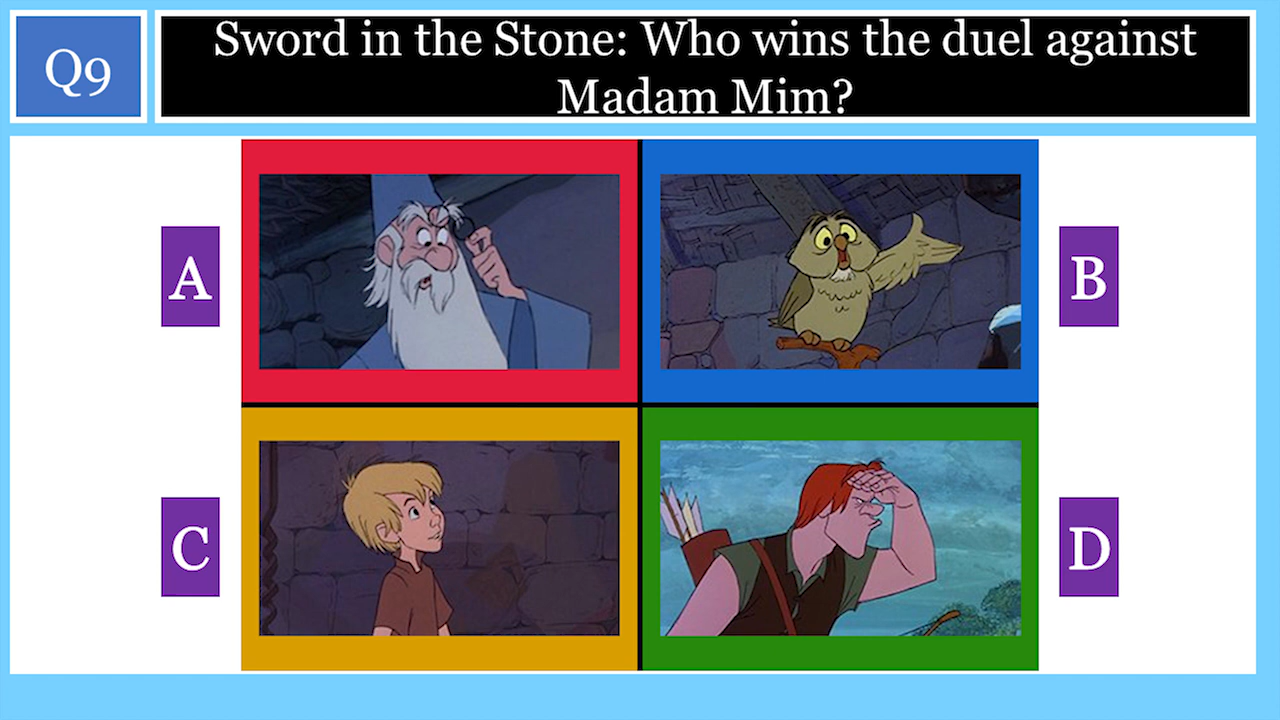 Q9
Sword in the Stone: Who wins the duel against
Madam Mim?
A
B
C
D